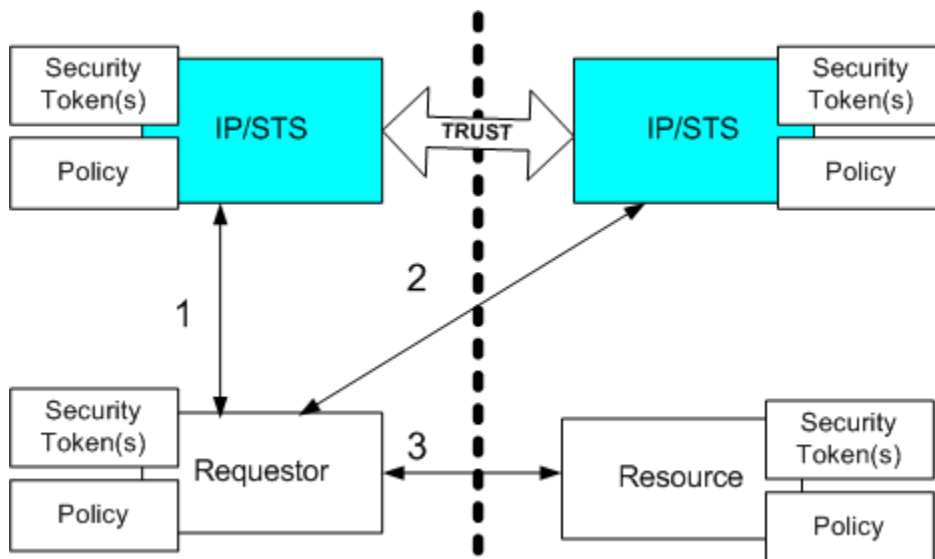 Security
Token(s)
IP/STS
Policy
TRUST
IP/STS
Security
Token(s)
Policy
1
2
3
Security
Token(s)
Requestor
Policy
Resource
Security
Token(s)
Policy